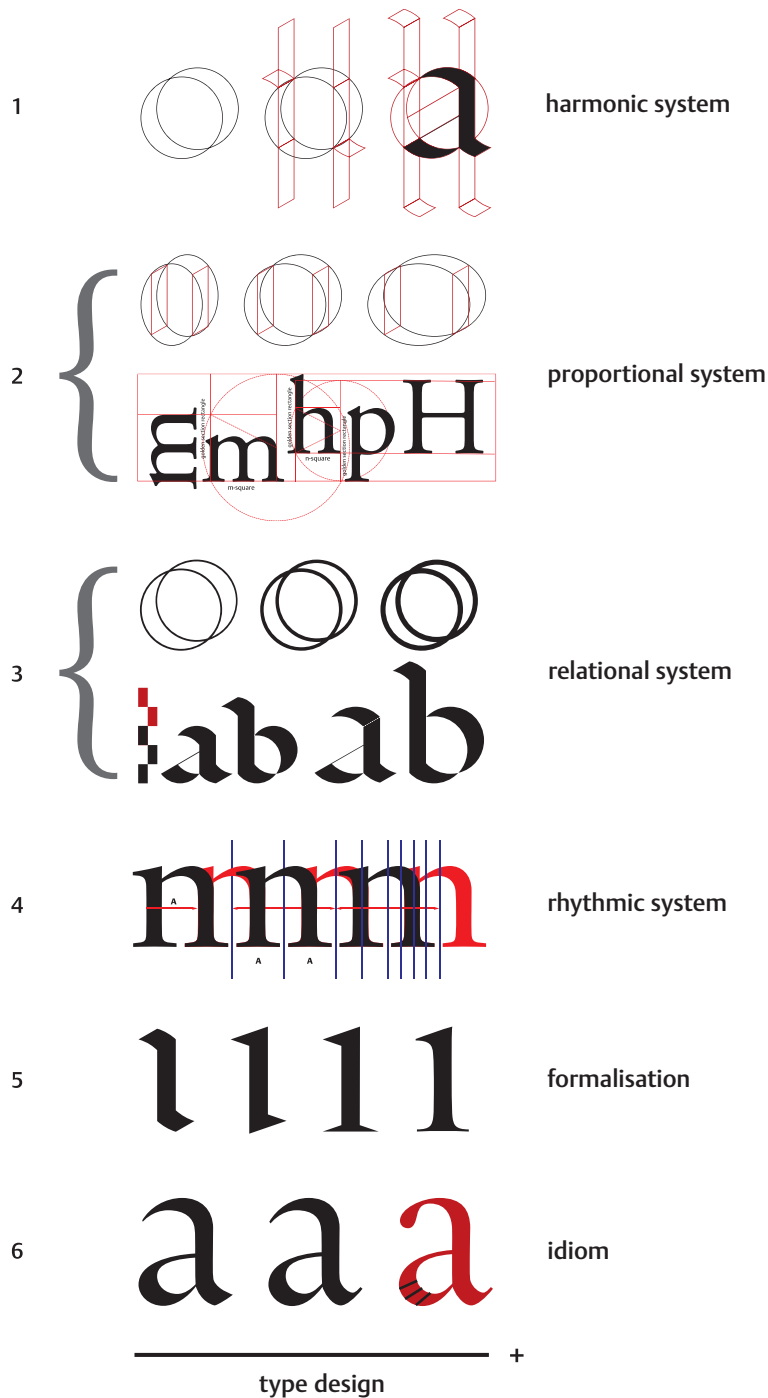 1
a
harmonic system
2
m
golden section rectangle
m
m-square
golden section rectangle
h
n-square
golden section rectangle
p
H
proportional system
3
a b a b
relational system
4
n n n n n n
A
A
A
rhythmic system
5
ı ı ı ı
formalisation
6
a a a
idiom
+
type design